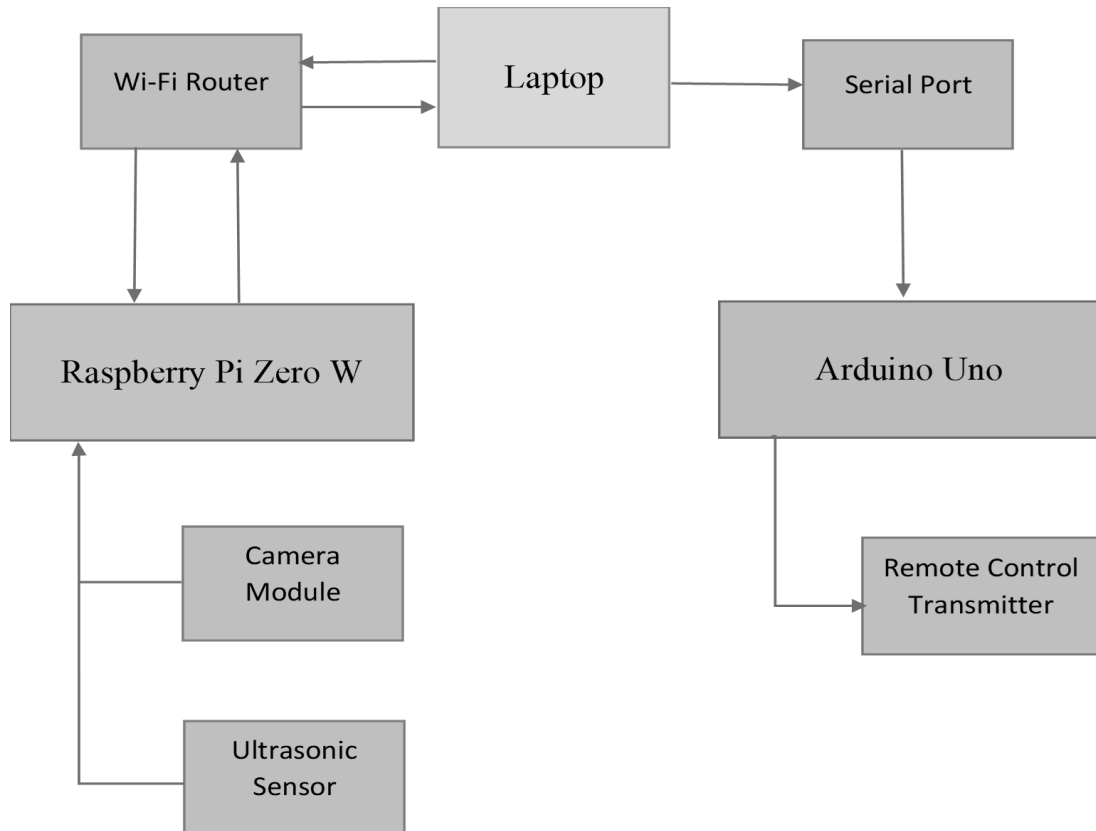 Wi-Fi Router
Laptop
Serial Port
Raspberry Pi Zero W
Arduino Uno
Camera
Module
Remote Control
Transmitter
Ultrasonic
Sensor